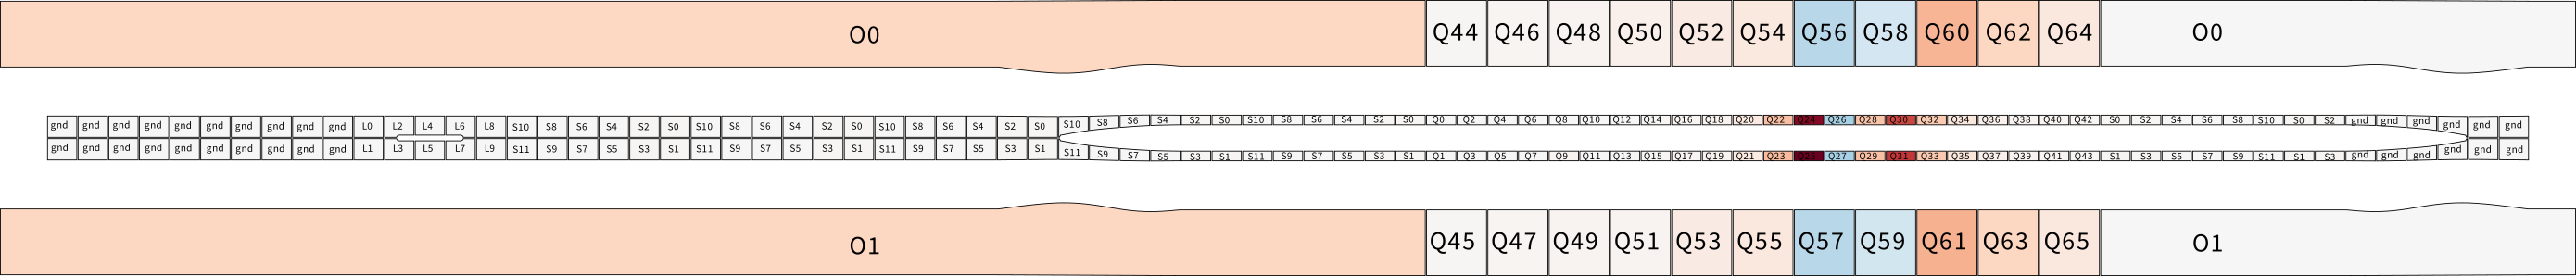 O0 Q44 Q46 Q48 Q50 Q52 Q54 Q56 Q58 Q60 Q62 Q64 O0
gnd gnd gnd gnd gnd gnd gnd gnd gnd gnd L0 L2 L4 L6 L8 S10 S8 S6 S4 S2 S0 S10 S8 S6 S4 S2 S0 S10 S8 S6 S4 S2 S0 S10 S8 S6 S4 S2 S0 S10 S8 S6 S4 S2 S0 Q0 Q2 Q4 Q6 Q8 Q10 Q12 Q14 Q16 Q18 Q20 Q22 Q24 Q26 Q28 Q30 Q32 Q34 Q36 Q38 Q40 Q42 S0 S2 S4 S6 S8 S10 S0 S2 gnd gnd gnd gnd gnd gnd
gnd gnd gnd gnd gnd gnd gnd gnd gnd gnd L1 L3 L5 L7 L9 S11 S9 S7 S5 S3 S1 S11 S9 S7 S5 S3 S1 S11 S9 S7 S5 S3 S1 S11 S9 S7 S5 S3 S1 S11 S9 S7 S5 S3 S1 Q1 Q3 Q5 Q7 Q9 Q11 Q13 Q15 Q17 Q19 Q21 Q23 Q25 Q27 Q29 Q31 Q33 Q35 Q37 Q39 Q41 Q43 S1 S3 S5 S7 S9 S11 S1 S3 gnd gnd gnd gnd gnd gnd
O1 Q45 Q47 Q49 Q51 Q53 Q55 Q57 Q59 Q61 Q63 Q65 O1